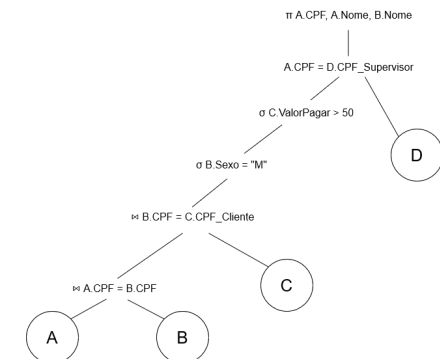 π A.CPF, A.Nome, B.Nome
A.CPF = D.CPF_Supervisor
σ C.ValorPagar > 50
D
σ B.Sexo = "M"
⋈ B.CPF = C.CPF_Cliente
C
⋈ A.CPF = B.CPF
A
B